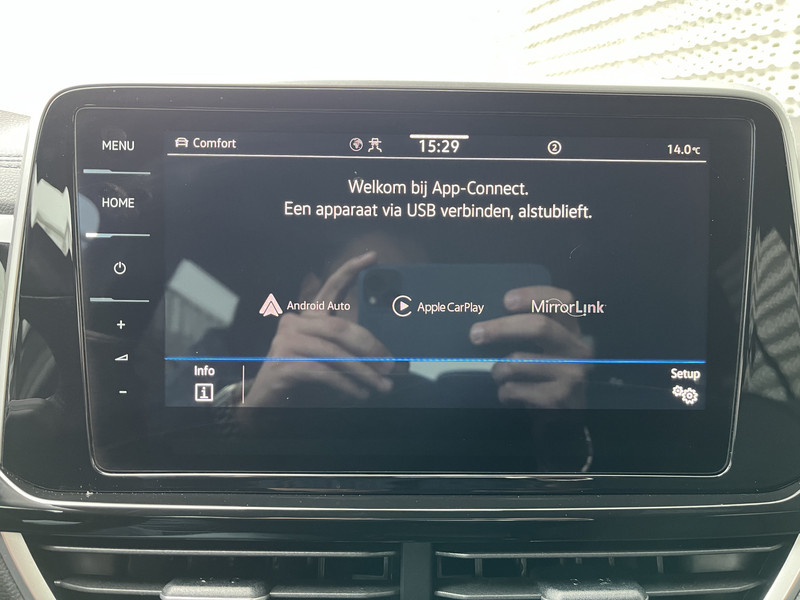 MENU
HOME
+
-
Comfort
15:29
2
14.0°C
Welkom bij App-Connect.
Een apparaat via USB verbinden, alstublieft.
Android Auto
Apple CarPlay
MirrorLink
Info
i
Setup